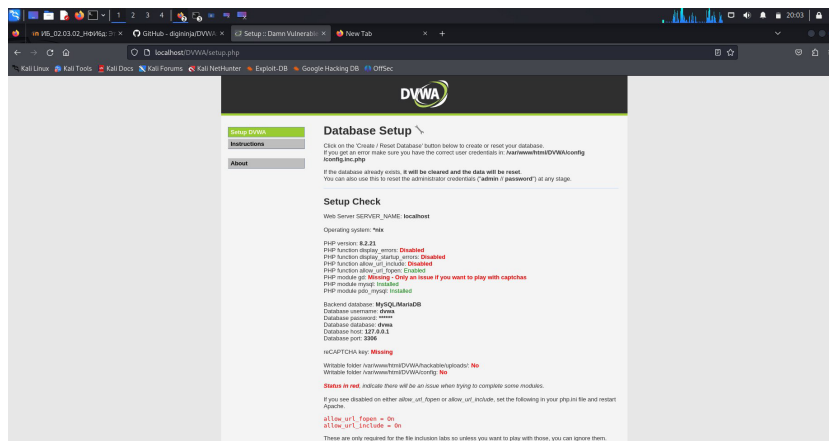 1 2 3 4
20:03
ИБ_02.03.02_НФИбд: Э
GitHub - digininja/DVWA
Setup :: Damn Vulnerable
New Tab
localhost/DVWA/setup.php
Kali Linux Kali Tools Kali Docs Kali Forums Kali NetHunter Exploit-DB Google Hacking DB OffSec
DVWA
Setup DVWA
Instructions
About
Database Setup
Click on the 'Create / Reset Database' button below to create or reset your database.
If you get an error make sure you have the correct user credentials in: /var/www/html/DVWA/config
/config.inc.php
If the database already exists, it will be cleared and the data will be reset.
You can also use this to reset the administrator credentials ("admin // password") at any stage.
Setup Check
Web Server SERVER_NAME: localhost
Operating system: *nix
PHP version: 8.2.21
PHP function display_errors: Disabled
PHP function display_startup_errors: Disabled
PHP function allow_url_include: Disabled
PHP function allow_url_fopen: Enabled
PHP module gd: Missing - Only an issue if you want to play with captchas
PHP module mysql: Installed
PHP module pdo_mysql: Installed
Backend database: MySQL/MariaDB
Database username: dvwa
Database password: ******
Database database: dvwa
Database host: 127.0.0.1
Database port: 3306
reCAPTCHA key: Missing
Writable folder /var/www/html/DVWA/hackable/uploads/: No
Writable folder /var/www/html/DVWA/config: No
Status in red, indicate there will be an issue when trying to complete some modules.
If you see disabled on either allow_url_fopen or allow_url_include, set the following in your php.ini file and restart
Apache.
allow_url_fopen = On
allow_url_include = On
These are only required for the file inclusion labs so unless you want to play with those, you can ignore them.